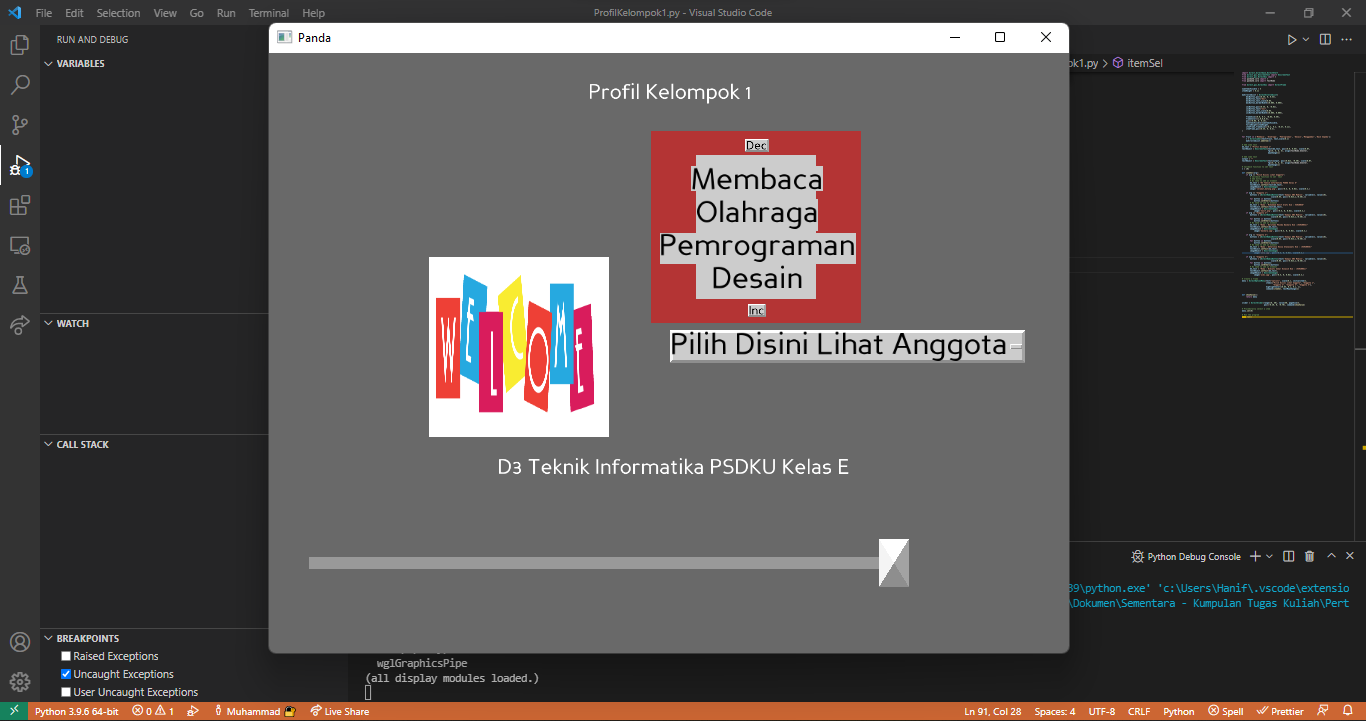 File Edit Selection View Go Run Terminal Help
ProfilKelompok1.py - Visual Studio Code
RUN AND DEBUG
VARIABLES
WATCH
CALL STACK
BREAKPOINTS
Raised Exceptions
Uncaught Exceptions
User Uncaught Exceptions
1
Panda
Profil Kelompok 1
Dec
Membaca
Olahraga
Pemrograman
Desain
Inc
Pilih Disini Lihat Anggota
WELCOME
D3 Teknik Informatika PSDKU Kelas E
ok1.py > itemSel
Python Debug Console
39\python.exe' 'c:\Users\Hanif\.vscode\extensio
\Dokumen\Sementara - Kumpulan Tugas Kuliah\Pert
wglGraphicsPipe
(all display modules loaded.)
Python 3.9.6 64-bit 0 1 Muhammad Live Share Ln 91, Col 28 Spaces: 4 UTF-8 CRLF Python Spell Prettier